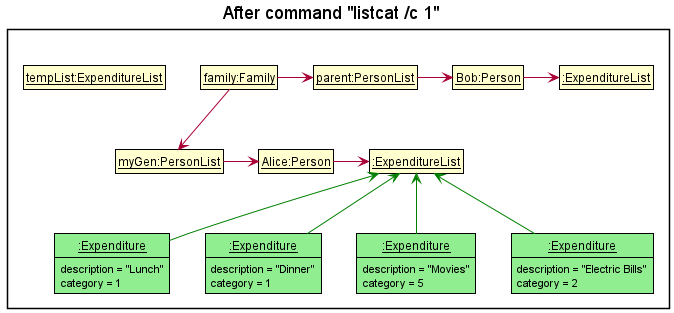 After command "listcat /c 1"
tempList:ExpenditureList
family:Family
parent:PersonList
Bob:Person
:ExpenditureList
myGen:PersonList
Alice:Person
:ExpenditureList
:Expenditure
description = "Lunch"
category = 1
:Expenditure
description = "Dinner"
category = 1
:Expenditure
description = "Movies"
category = 5
:Expenditure
description = "Electric Bills"
category = 2